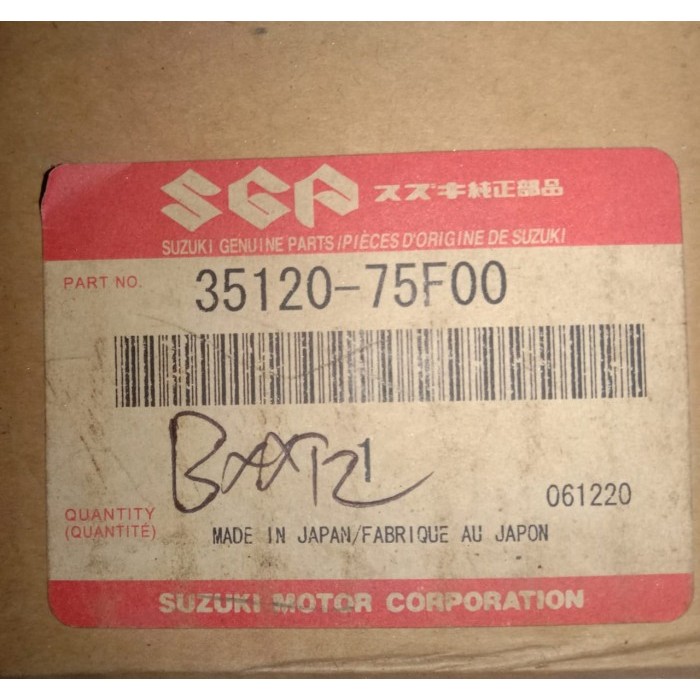 SGP スズキ純正部品
SUZUKI GENUINE PARTS/PIÈCES D'ORIGINE DE SUZUKI
PART NO. 35120-75F00
1
QUANTITY 061220
(QUANTITÉ) MADE IN JAPAN/FABRIQUE AU JAPON
SUZUKI MOTOR CORPORATION